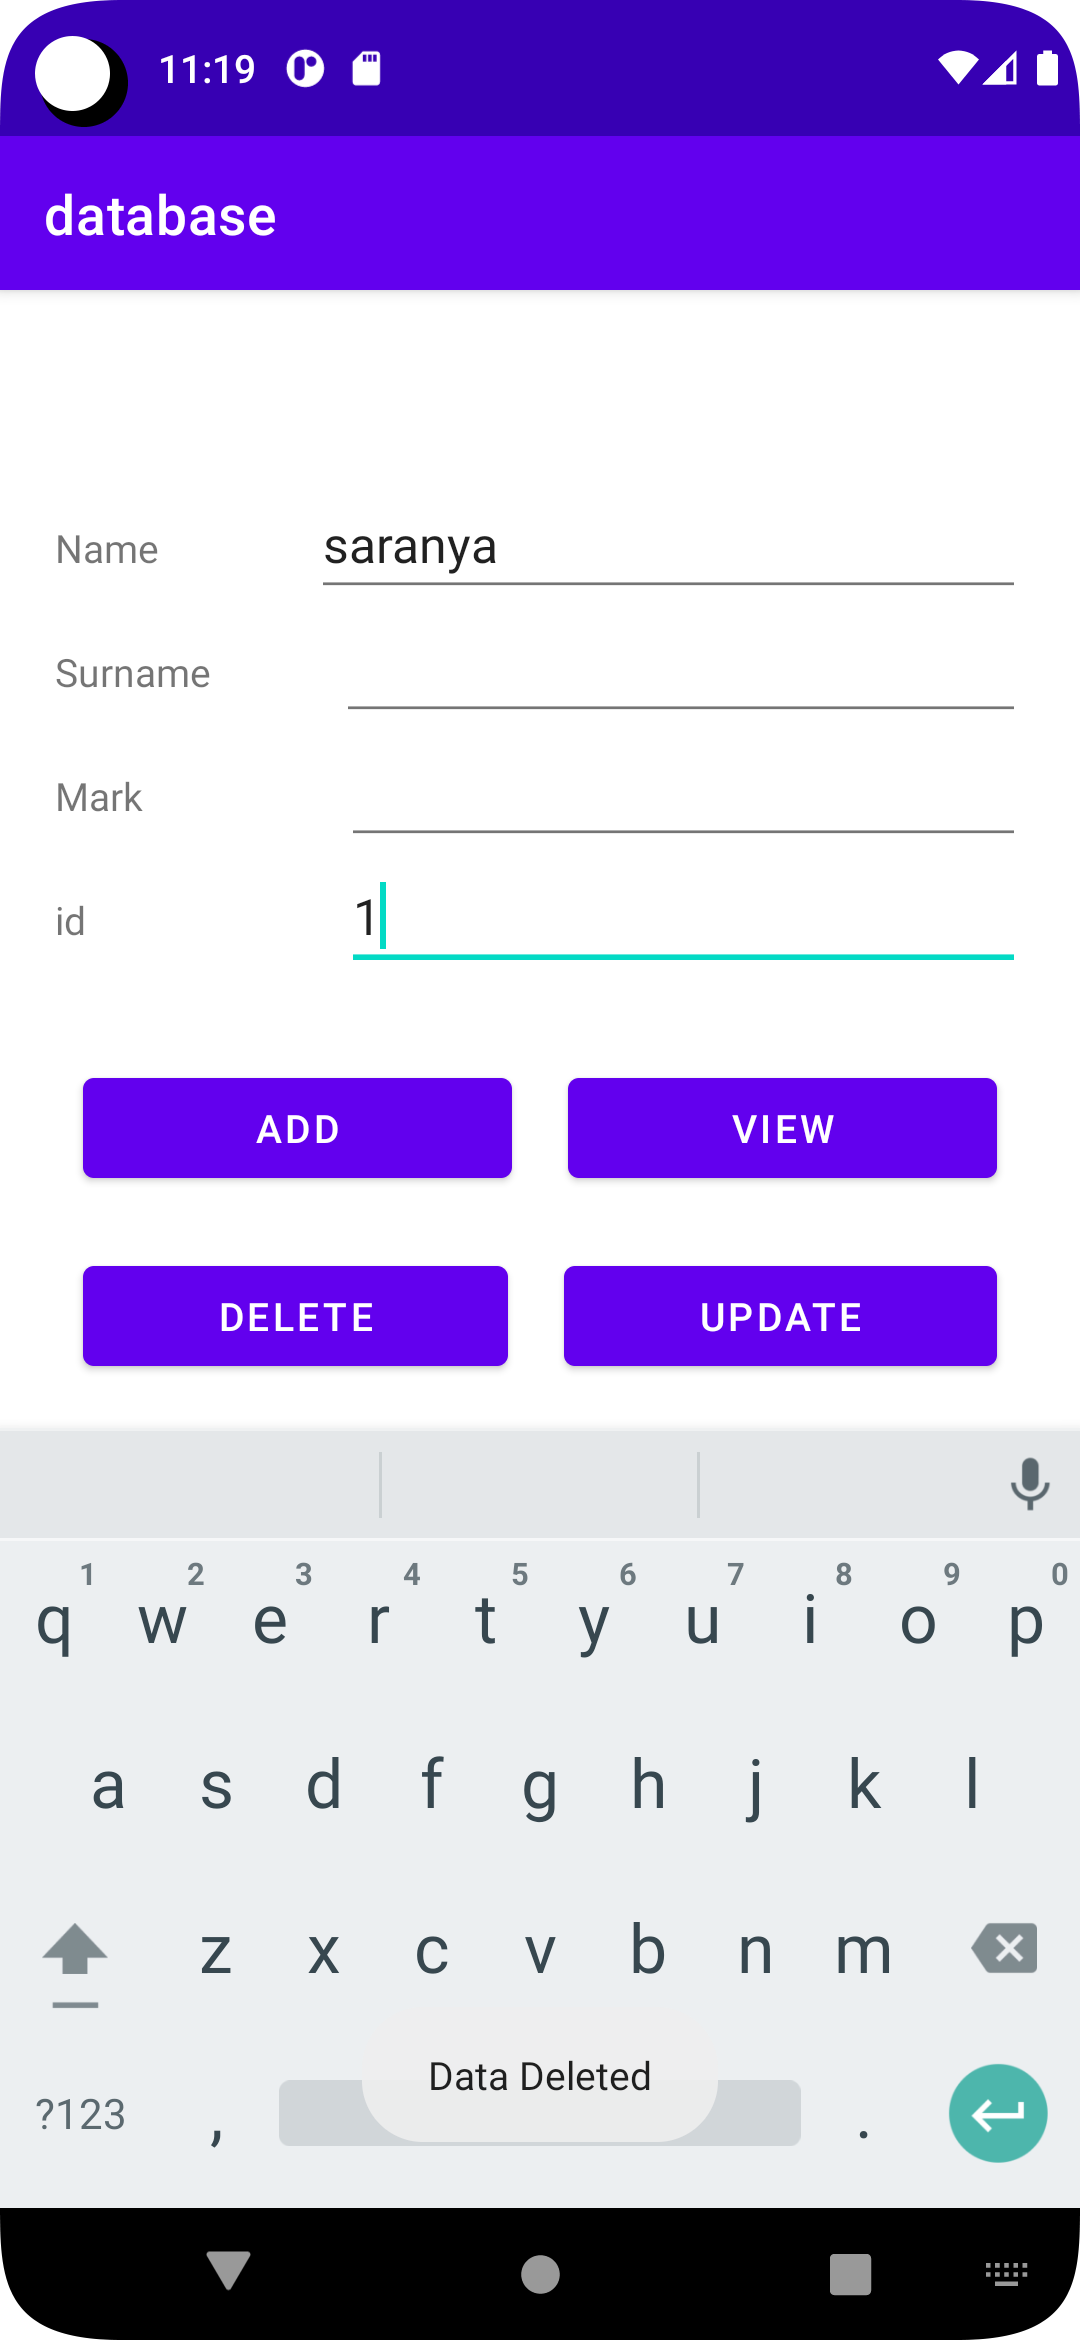 11:19
database
Name saranya
Surname
Mark
id 1
ADD VIEW
DELETE UPDATE
1 2 3 4 5 6 7 8 9 0
q w e r t y u i o p
a s d f g h j k l
z x c v b n m
Data Deleted
?123 , .